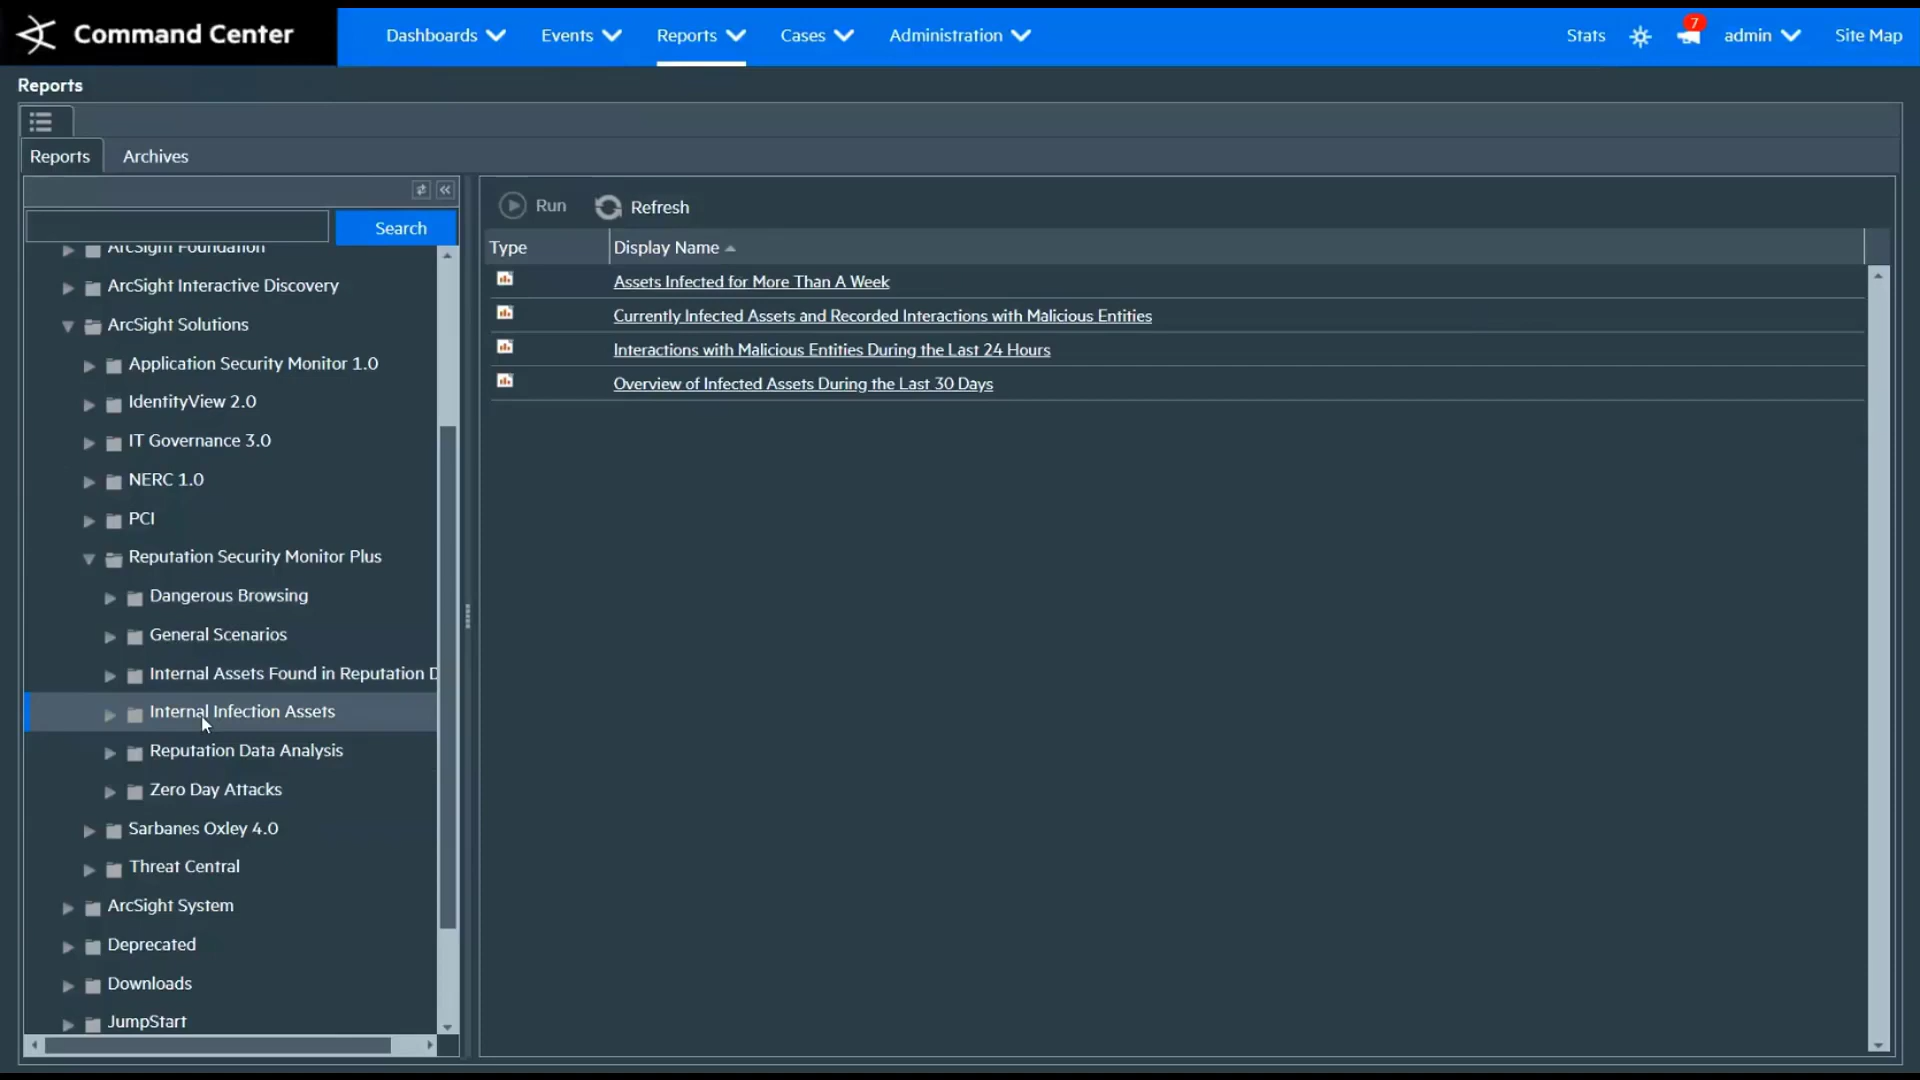 Command Center
Dashboards
Events
Reports
Cases
Administration
Stats
7
admin
Site Map
Reports
Reports
Archives
Search
ArcSight Foundation
ArcSight Interactive Discovery
ArcSight Solutions
Application Security Monitor 1.0
IdentityView 2.0
IT Governance 3.0
NERC 1.0
PCI
Reputation Security Monitor Plus
Dangerous Browsing
General Scenarios
Internal Assets Found in Reputation D
Internal Infection Assets
Reputation Data Analysis
Zero Day Attacks
Sarbanes Oxley 4.0
Threat Central
ArcSight System
Deprecated
Downloads
JumpStart
Run
Refresh
Type
Display Name
Assets Infected for More Than A Week
Currently Infected Assets and Recorded Interactions with Malicious Entities
Interactions with Malicious Entities During the Last 24 Hours
Overview of Infected Assets During the Last 30 Days